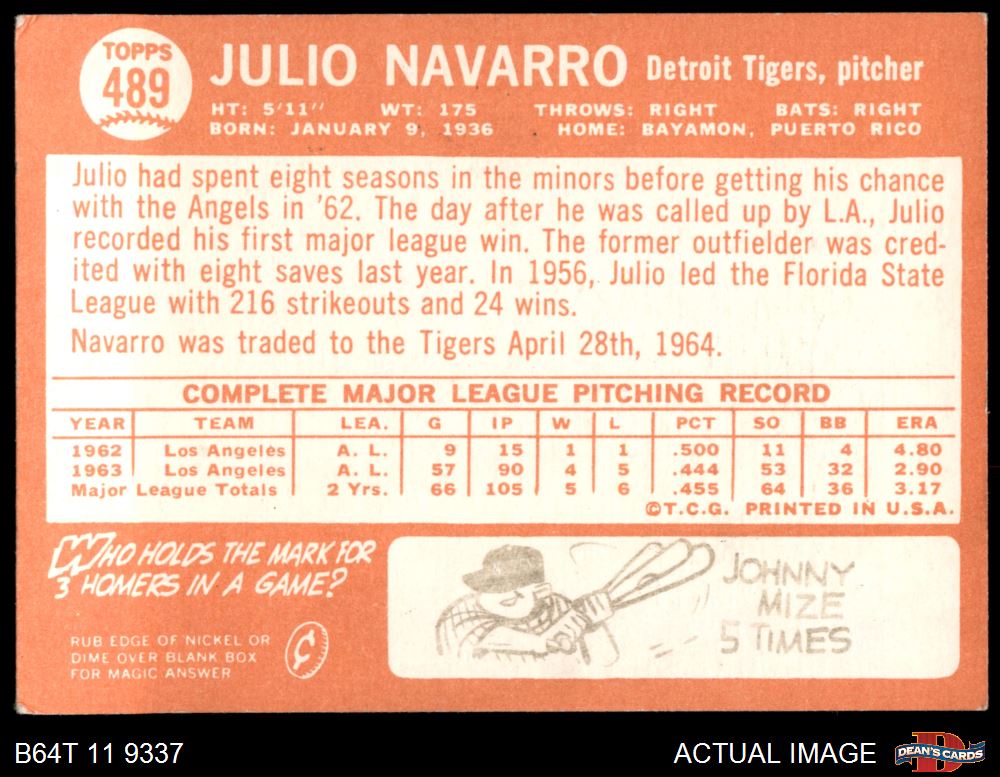 TOPPS
489
JULIO NAVARRO Detroit Tigers, pitcher
HT: 5'11" WT: 175 THROWS: RIGHT BATS: RIGHT
BORN: JANUARY 9, 1936 HOME: BAYAMON, PUERTO RICO
Julio had spent eight seasons in the minors before getting his chance
with the Angels in '62. The day after he was called up by L.A., Julio
recorded his first major league win. The former outfielder was cred-
ited with eight saves last year. In 1956, Julio led the Florida State
League with 216 strikeouts and 24 wins.
Navarro was traded to the Tigers April 28th, 1964.
COMPLETE MAJOR LEAGUE PITCHING RECORD
YEAR TEAM LEA. G IP W L PCT SO BB ERA
1962 Los Angeles A. L. 9 15 1 1 .500 11 4 4.80
1963 Los Angeles A. L. 57 90 4 5 .444 53 32 2.90
Major League Totals 2 Yrs. 66 105 5 6 .455 64 36 3.17
©T.C.G. PRINTED IN U.S.A.
WHO HOLDS THE MARK FOR
3 HOMERS IN A GAME?
RUB EDGE OF NICKEL OR
DIME OVER BLANK BOX
FOR MAGIC ANSWER
¢
JOHNNY
MIZE
5 TIMES
B64T 11 9337 ACTUAL IMAGE
D
DEAN'S CARDS